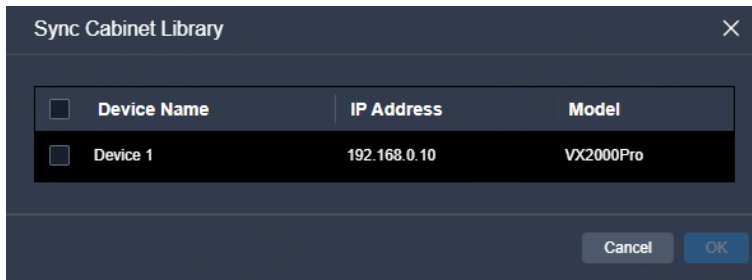 Sync Cabinet Library
Device Name IP Address Model
Device 1 192.168.0.10 VX2000Pro
Cancel OK